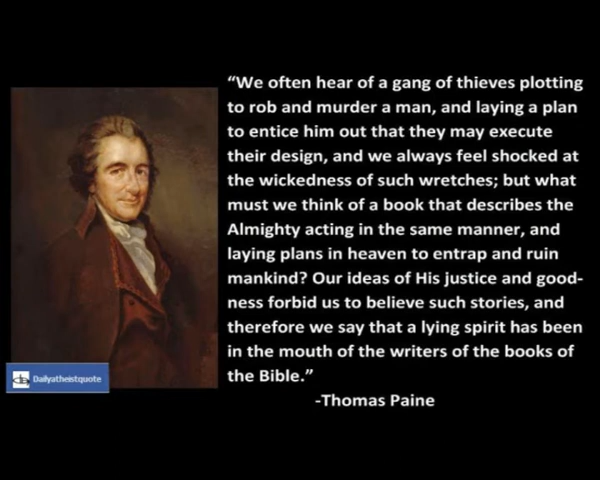 “We often hear of a gang of thieves plotting
to rob and murder a man, and laying a plan
to entice him out that they may execute
their design, and we always feel shocked at
the wickedness of such wretches; but what
must we think of a book that describes the
Almighty acting in the same manner, and
laying plans in heaven to entrap and ruin
mankind? Our ideas of His justice and good-
ness forbid us to believe such stories, and
therefore we say that a lying spirit has been
in the mouth of the writers of the books of
the Bible.”
-Thomas Paine
Dailyatheistquote